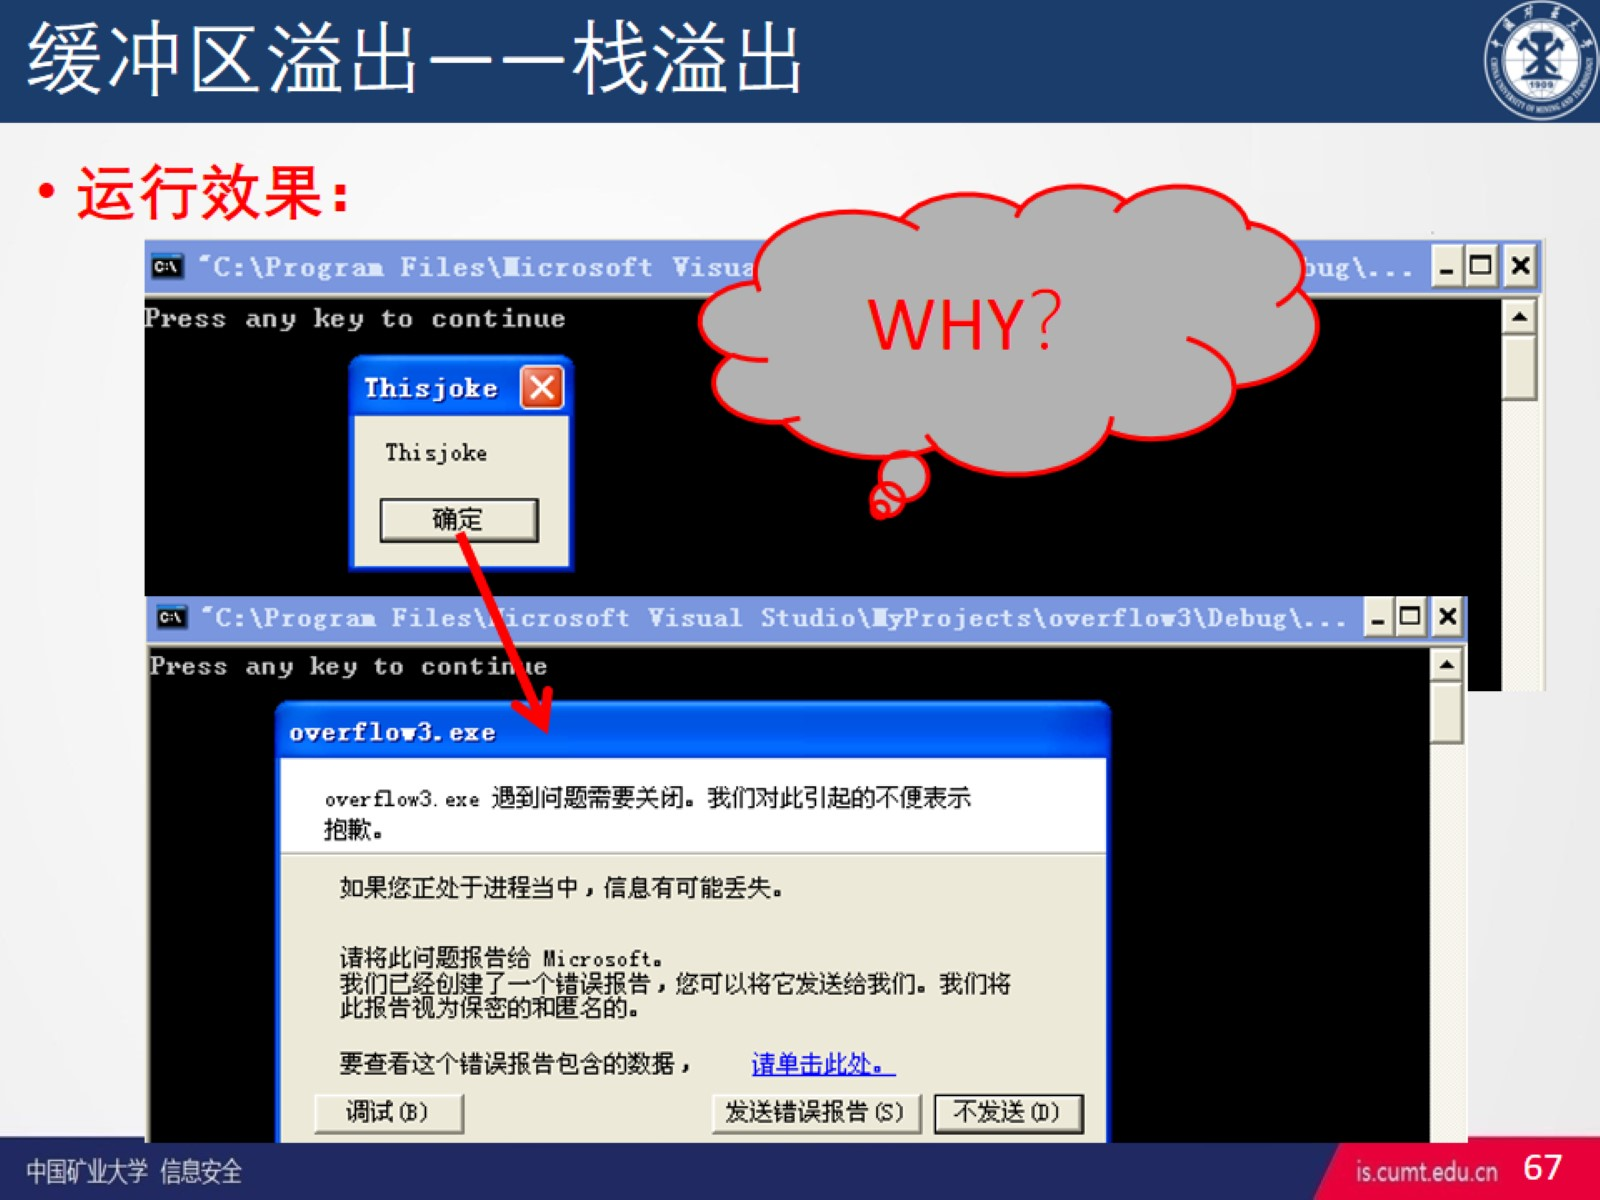 缓冲区溢出——栈溢出
• 运行效果：
"C:\Program Files\Microsoft Visua
bug\...
WHY？
Press any key to continue
Thisjoke
Thisjoke
确定
"C:\Program Files\Microsoft Visual Studio\MyProjects\overflow3\Debug\...
Press any key to continue
overflow3.exe
overflow3.exe 遇到问题需要关闭。我们对此引起的不便表示
抱歉。
如果您正处于进程当中，信息有可能丢失。
请将此问题报告给 Microsoft。
我们已经创建了一个错误报告，您可以将它发送给我们。我们将
此报告视为保密的和匿名的。
要查看这个错误报告包含的数据， 请单击此处。
调试(B) 发送错误报告(S) 不发送(D)
中国矿业大学 信息安全
is.cumt.edu.cn 67